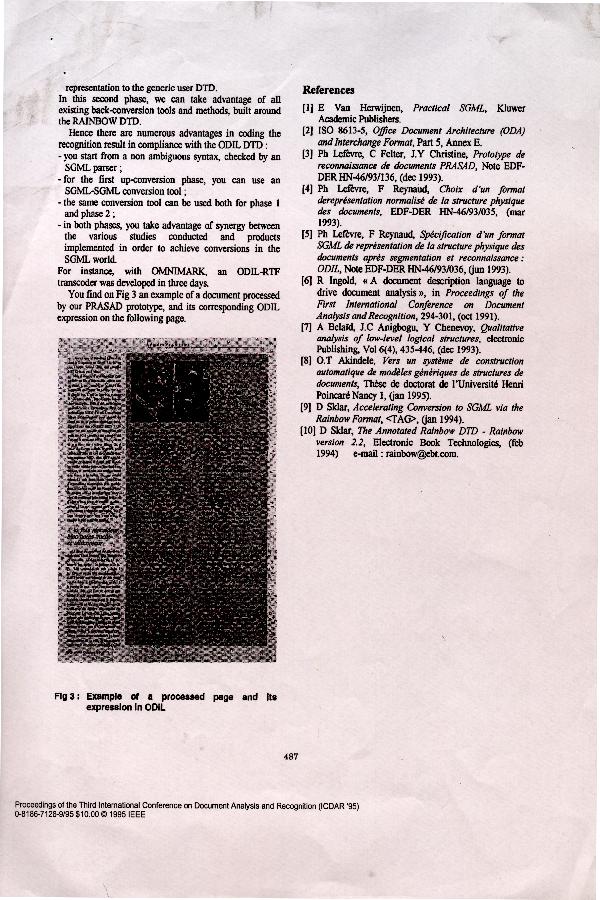 representation to the generic user DTD.
In this second phase, we can take advantage of all
existing back-conversion tools and methods, built around
the RAINBOW DTD.
Hence there are numerous advantages in coding the
recognition result in compliance with the ODIL DTD :
- you start from a non ambiguous syntax, checked by an
SGML parser ;
- for the first up-conversion phase, you can use an
SGML-SGML conversion tool ;
- the same conversion tool can be used both for phase 1
and phase 2 ;
- in both phases, you take advantage of synergy between
the various studies conducted and products
implemented in order to achieve conversions in the
SGML world.
For instance, with OMNIMARK, an ODIL-RTF
transcoder was developed in three days.
You find on Fig 3 an example of a document processed
by our PRASAD prototype, and its corresponding ODIL
expression on the following page.
Fig 3 : Example of a processed page and its
expression in ODIL
References
[1] E Van Herwijnen, Practical SGML, Kluwer
Academic Publishers.
[2] ISO 8613-5, Office Document Architecture (ODA)
and Interchange Format, Part 5, Annex E.
[3] Ph Lefèvre, C Felter, J.Y Christine, Prototype de
reconnaissance de documents PRASAD, Note EDF-
DER HN-46/93/136, (dec 1993).
[4] Ph Lefèvre, F Reynaud, Choix d'un format
dereprésentation normalisé de la structure physique
des documents, EDF-DER HN-46/93/035, (mar
1993).
[5] Ph Lefèvre, F Reynaud, Spécification d'un format
SGML de représentation de la structure physique des
documents après segmentation et reconnaissance :
ODIL, Note EDF-DER HN-46/93/036, (jun 1993).
[6] R Ingold, « A document description language to
drive document analysis », in Proceedings of the
First International Conference on Document
Analysis and Recognition, 294-301, (oct 1991).
[7] A Belaïd, J.C Anigbogu, Y Chenevoy, Qualitative
analysis of low-level logical structures, electronic
Publishing, Vol 6(4), 435-446, (dec 1993).
[8] O.T Akindele, Vers un système de construction
automatique de modèles génériques de structures de
documents, Thèse de doctorat de l'Université Henri
Poincaré Nancy 1, (jan 1995).
[9] D Sklar, Accelerating Conversion to SGML via the
Rainbow Format, <TAG>, (jan 1994).
[10] D Sklar, The Annotated Rainbow DTD - Rainbow
version 2.2, Electronic Book Technologies, (feb
1994) e-mail : rainbow@ebt.com.
487
Proceedings of the Third International Conference on Document Analysis and Recognition (ICDAR '95)
0-8186-7128-9/95 $10.00 © 1995 IEEE